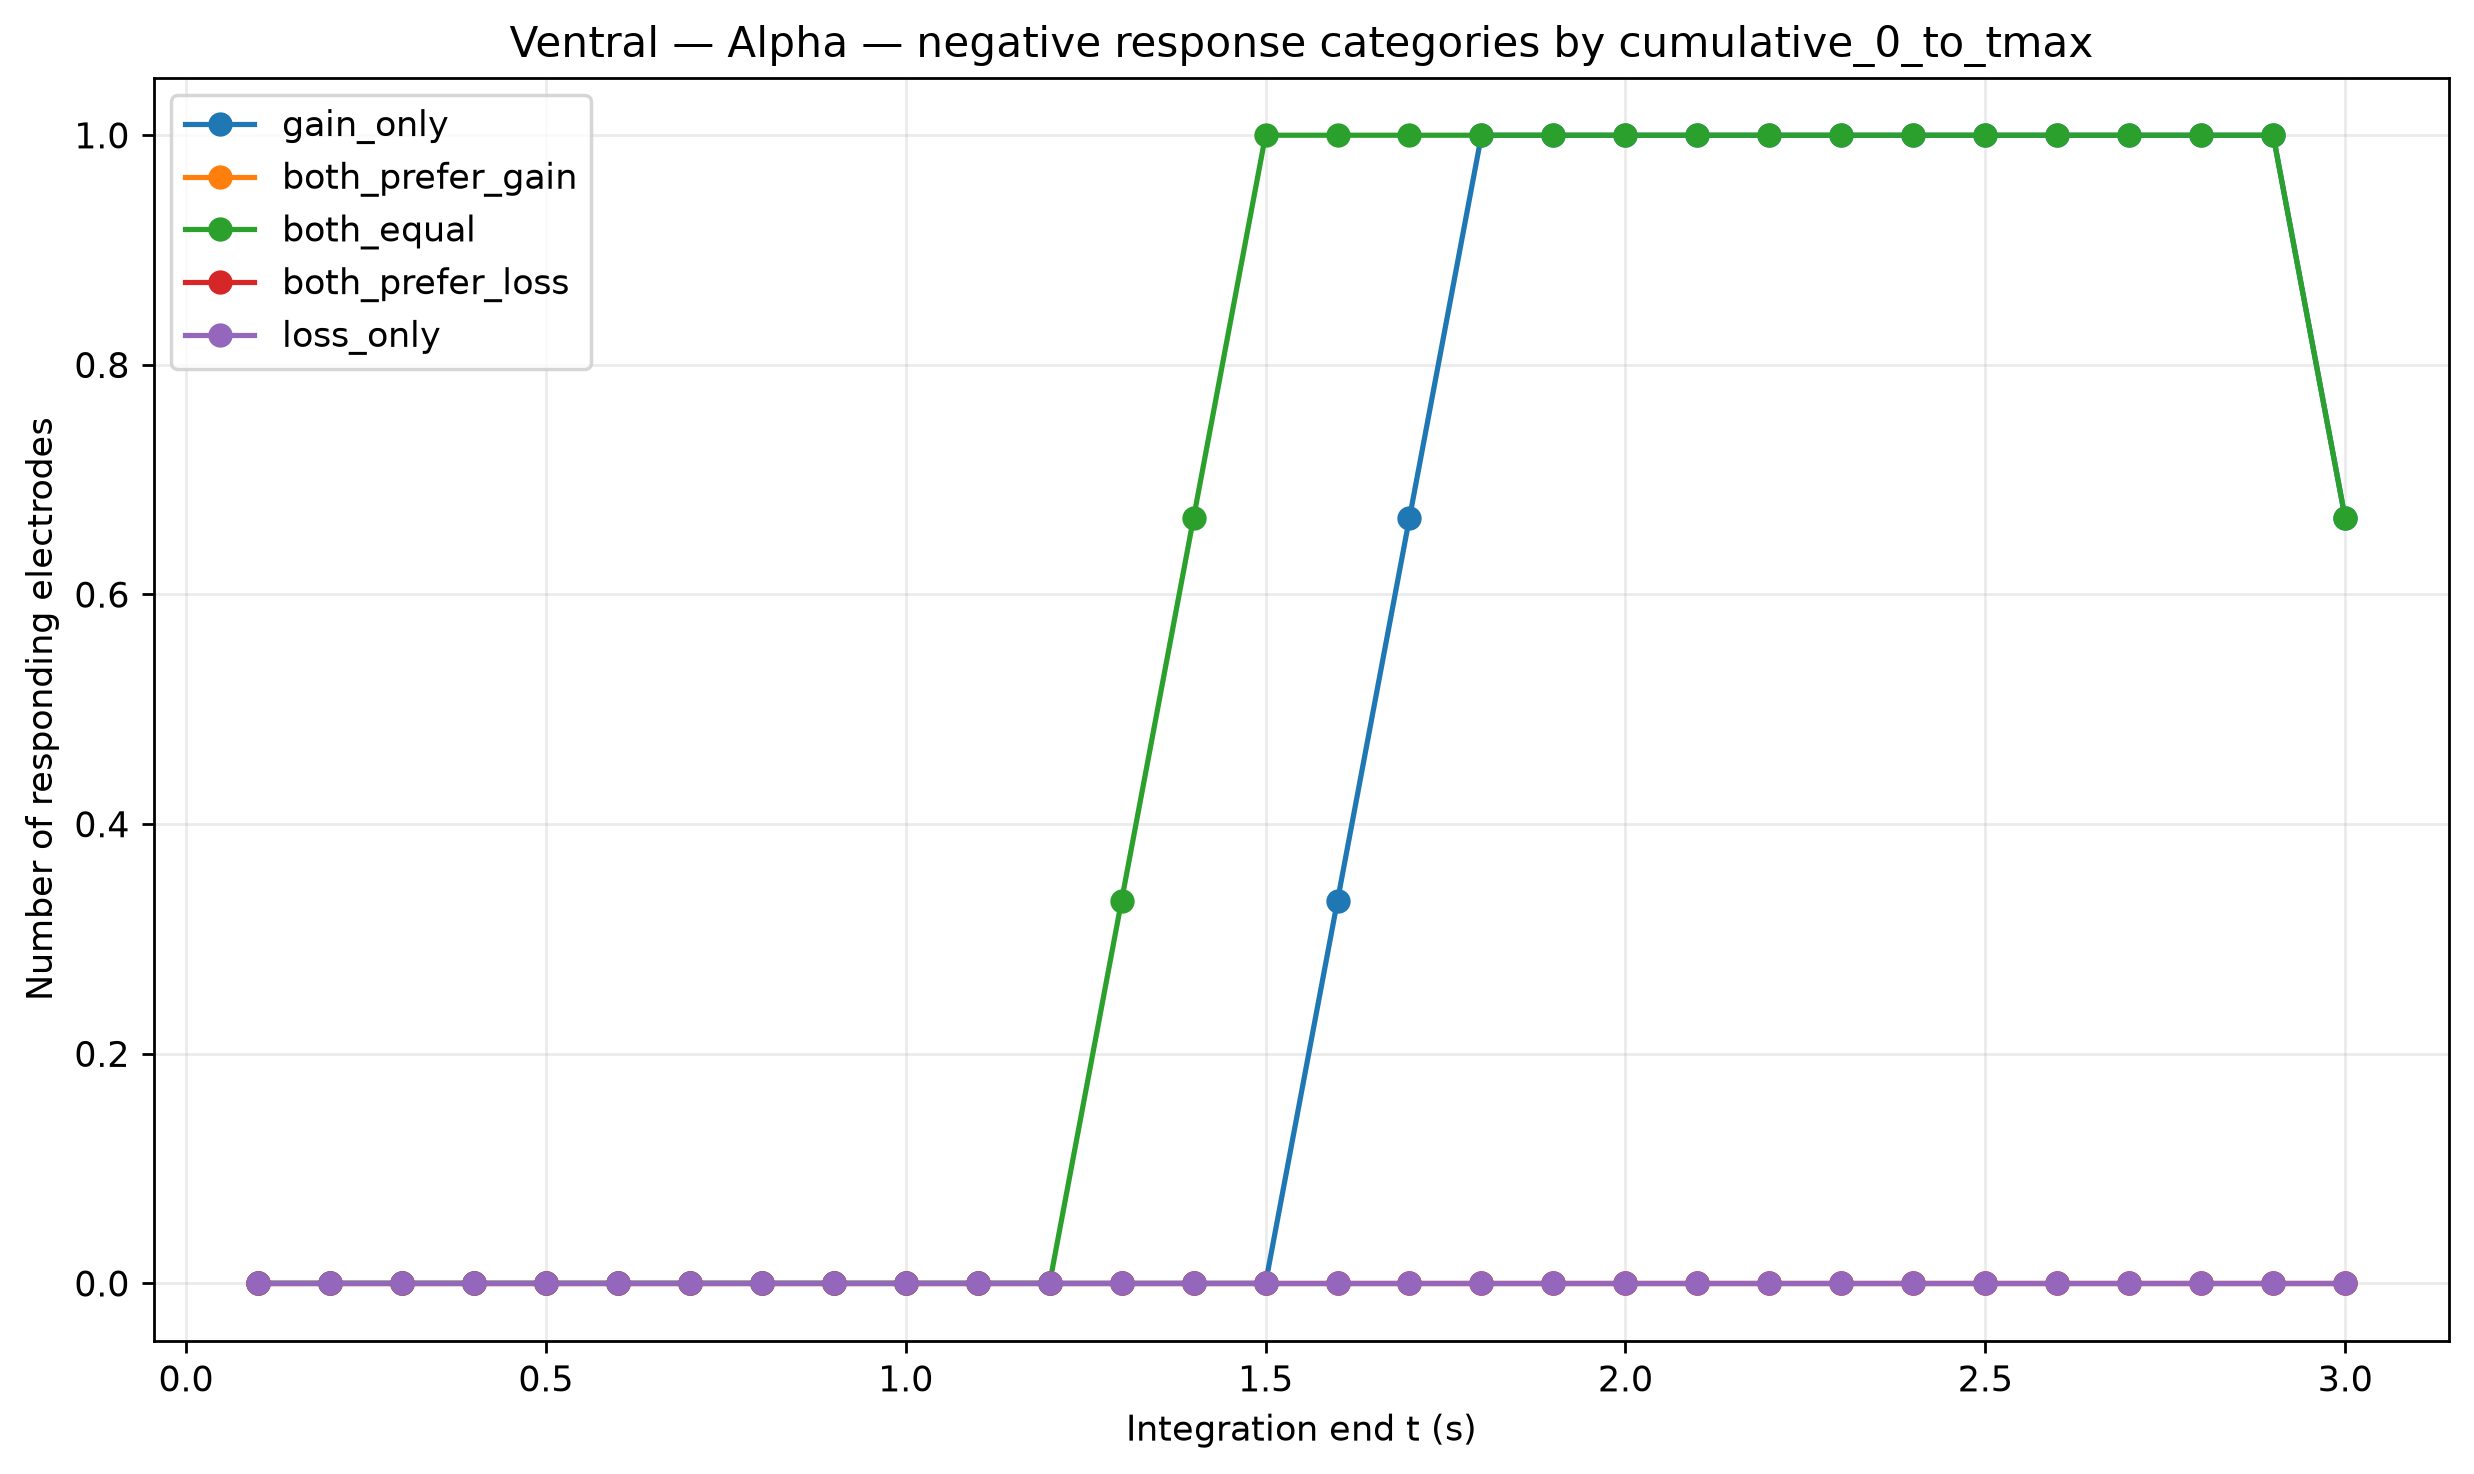 Ventral — Alpha — negative response categories by cumulative_0_to_tmax
gain_only
both_prefer_gain
both_equal
both_prefer_loss
loss_only
Number of responding electrodes
1.0
0.8
0.6
0.4
0.2
0.0
0.0 0.5 1.0 1.5 2.0 2.5 3.0
Integration end t (s)